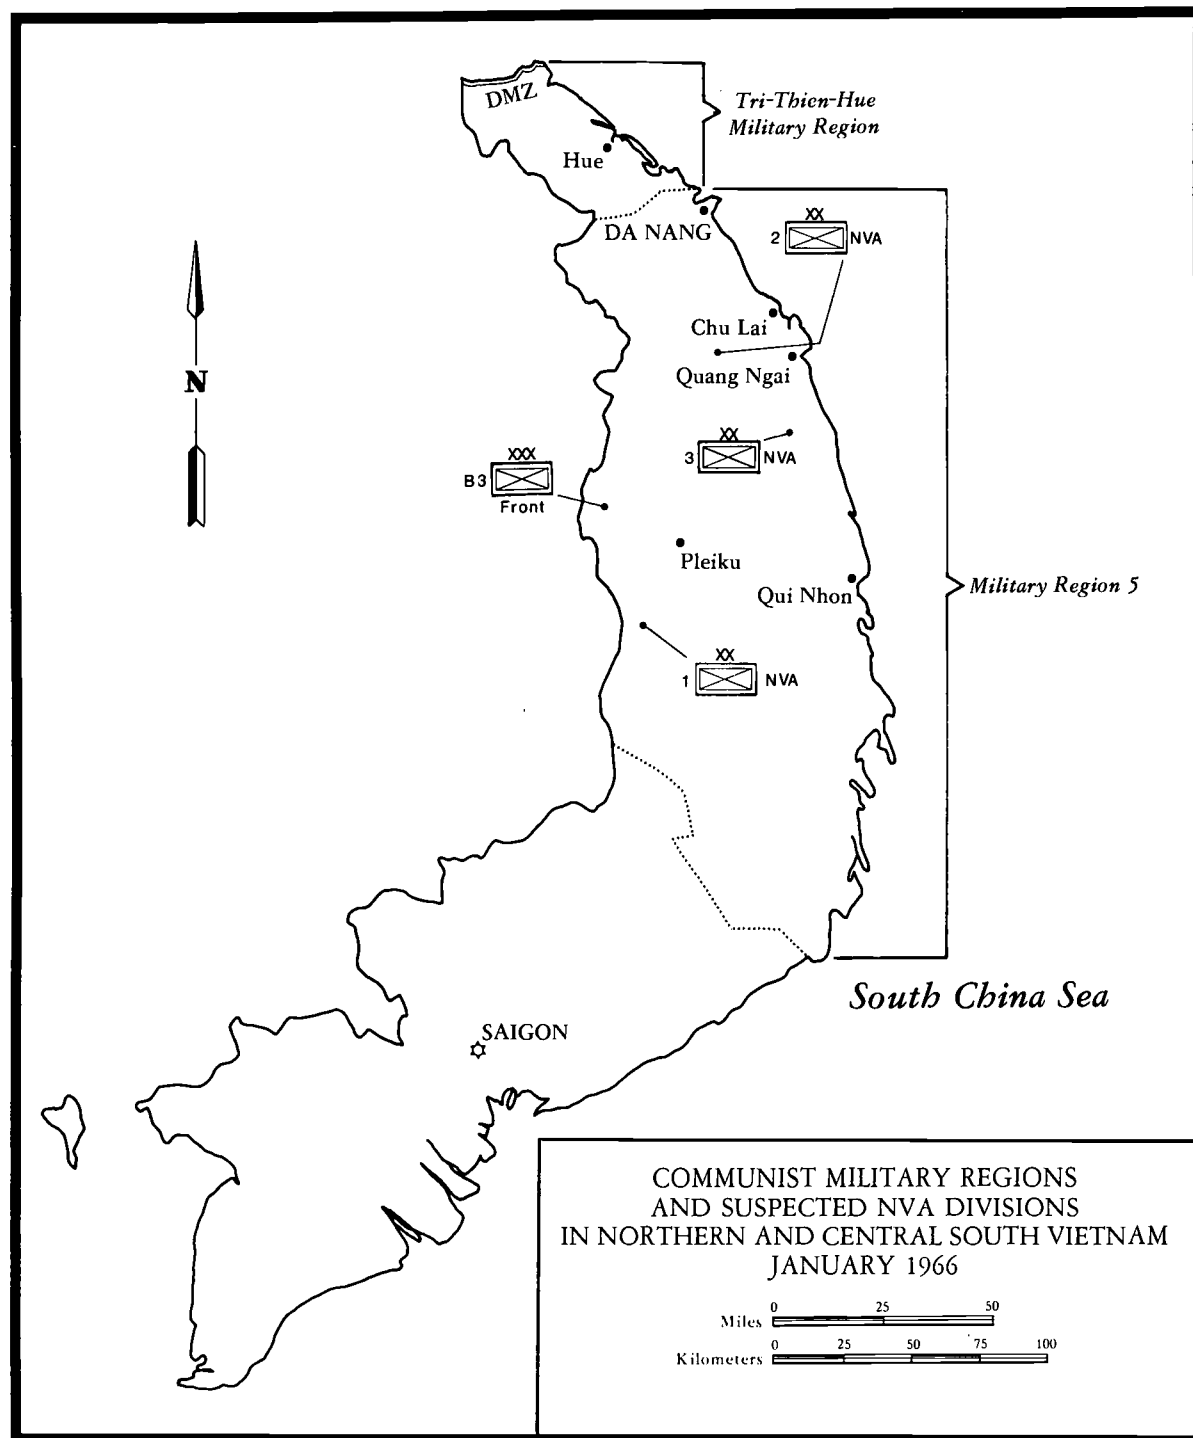 DMZ
Tri-Thien-Hue
Military Region
Hue
DA NANG
XX
2 NVA
Chu Lai
Quang Ngai
N
XX
3 NVA
XXX
B3
Front
Pleiku
Qui Nhon
Military Region 5
XX
1 NVA
South China Sea
SAIGON
COMMUNIST MILITARY REGIONS
AND SUSPECTED NVA DIVISIONS
IN NORTHERN AND CENTRAL SOUTH VIETNAM
JANUARY 1966
0 25 50
Miles
0 25 50 75 100
Kilometers